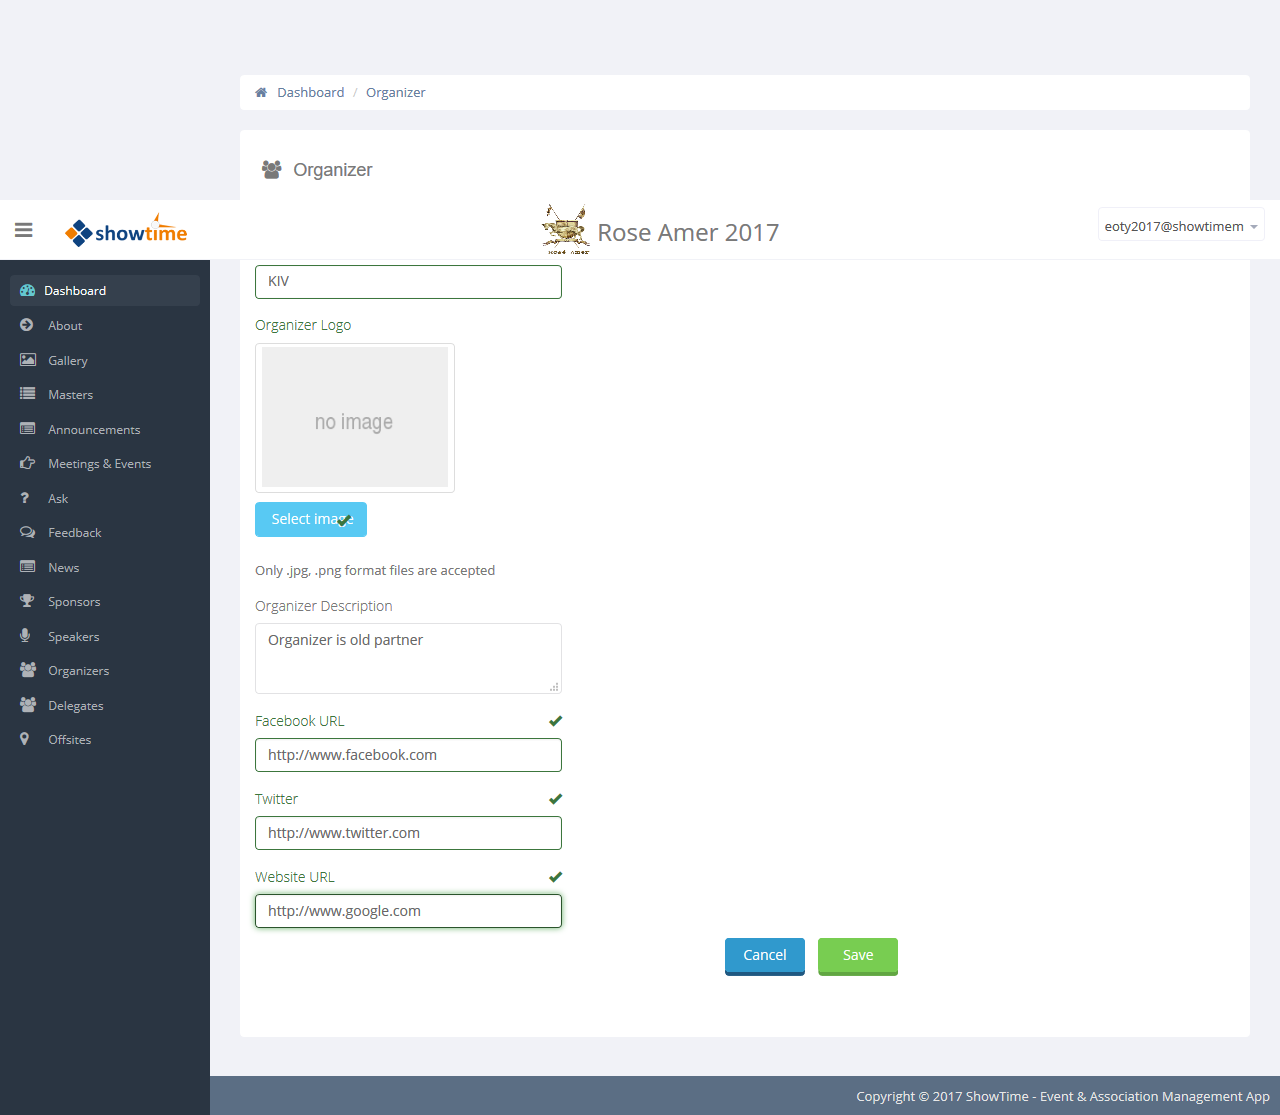 Dashboard / Organizer
Organizer
showtime
Rose Amer 2017
eoty2017@showtimem
Dashboard
About
Gallery
Masters
Announcements
Meetings & Events
Ask
Feedback
News
Sponsors
Speakers
Organizers
Delegates
Offsites
KIV
Organizer Logo
no image
Select image
Only .jpg, .png format files are accepted
Organizer Description
Organizer is old partner
Facebook URL
http://www.facebook.com
Twitter
http://www.twitter.com
Website URL
http://www.google.com
Cancel
Save
Copyright © 2017 ShowTime - Event & Association Management App